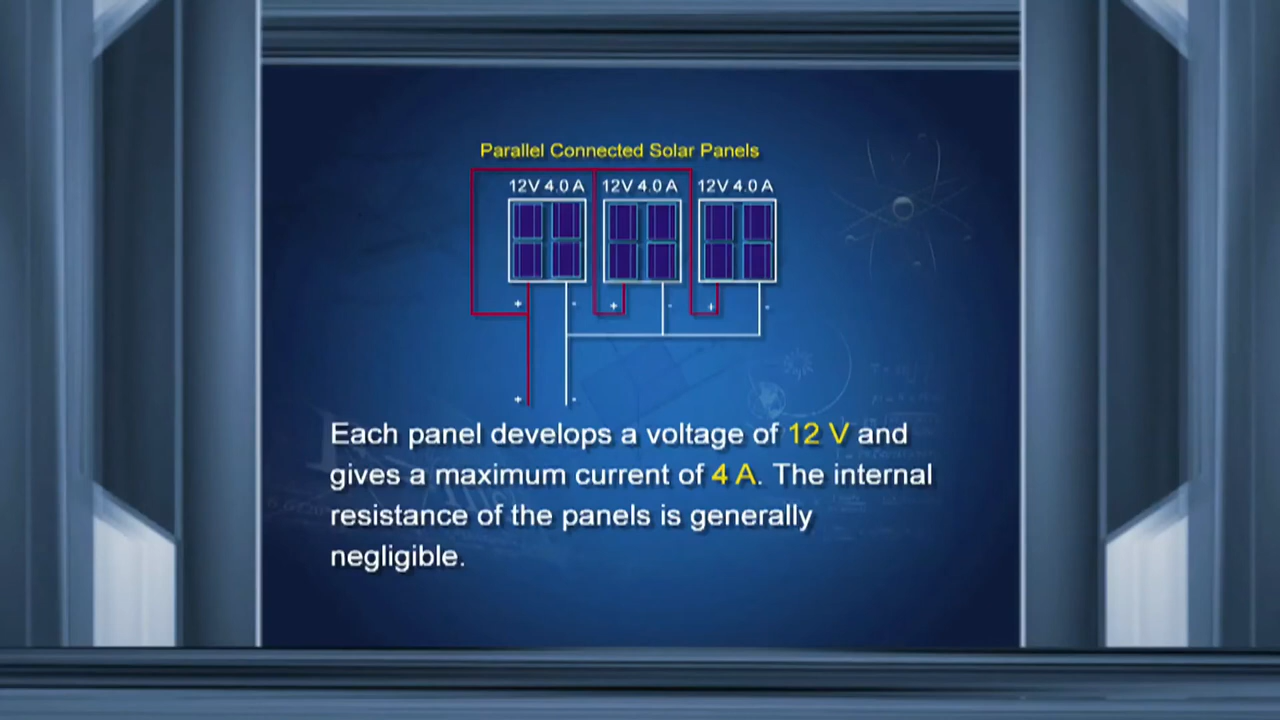 Parallel Connected Solar Panels
12V 4.0 A 12V 4.0 A 12V 4.0 A
+ - + - + -
+ -
Each panel develops a voltage of 12 V and
gives a maximum current of 4 A. The internal
resistance of the panels is generally
negligible.